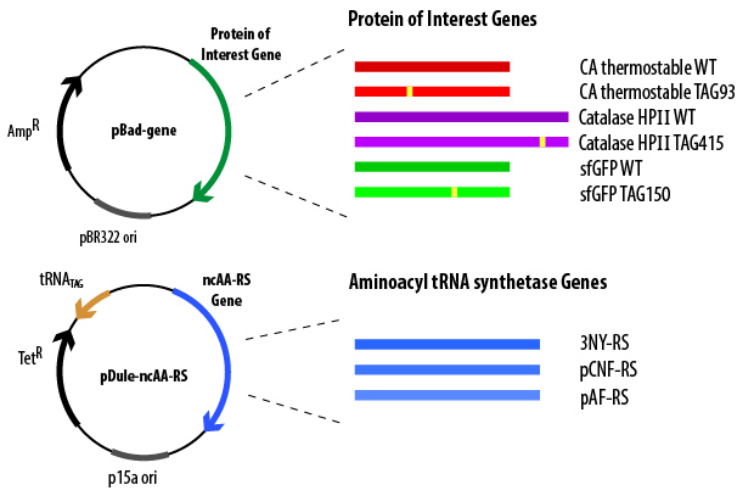 Protein of Interest Genes
Protein of
Interest Gene
Amp^R
pBad-gene
pBR322 ori
CA thermostable WT
CA thermostable TAG93
Catalase HPII WT
Catalase HPII TAG415
sfGFP WT
sfGFP TAG150
tRNA_TAG
ncAA-RS
Gene
Tet^R
pDule-ncAA-RS
p15a ori
Aminoacyl tRNA synthetase Genes
3NY-RS
pCNF-RS
pAF-RS